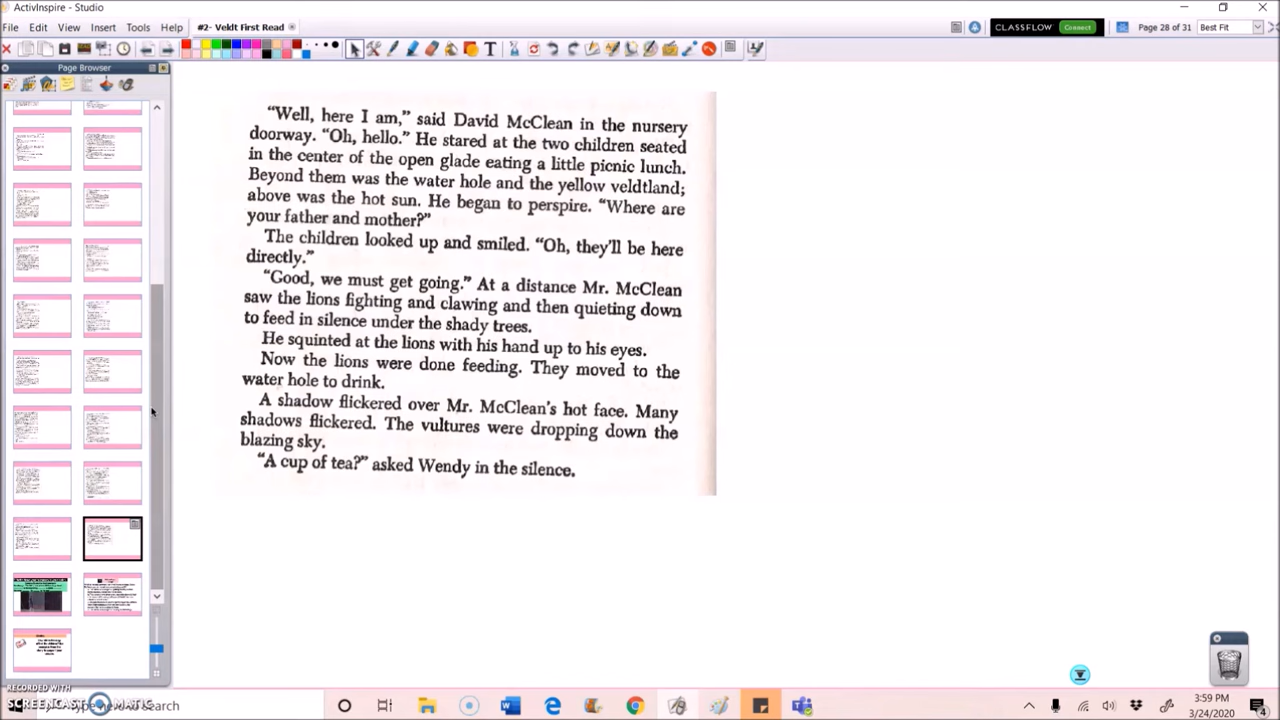 ActivInspire - Studio
File Edit View Insert Tools Help #2- Veldt First Read CLASSFLOW Connect Page 28 of 31 Best Fit
Page Browser
“Well, here I am,” said David McClean in the nursery
doorway. “Oh, hello.” He stared at the two children seated
in the center of the open glade eating a little picnic lunch.
Beyond them was the water hole and the yellow veldtland;
above was the hot sun. He began to perspire. “Where are
your father and mother?”
The children looked up and smiled. “Oh, they’ll be here
directly.”
“Good, we must get going.” At a distance Mr. McClean
saw the lions fighting and clawing and then quieting down
to feed in silence under the shady trees.
He squinted at the lions with his hand up to his eyes.
Now the lions were done feeding. They moved to the
water hole to drink.
A shadow flickered over Mr. McClean’s hot face. Many
shadows flickered. The vultures were dropping down the
blazing sky.
“A cup of tea?” asked Wendy in the silence.
RECORDED WITH
SCREENCAST MATIC
search
3:59 PM
3/24/2020